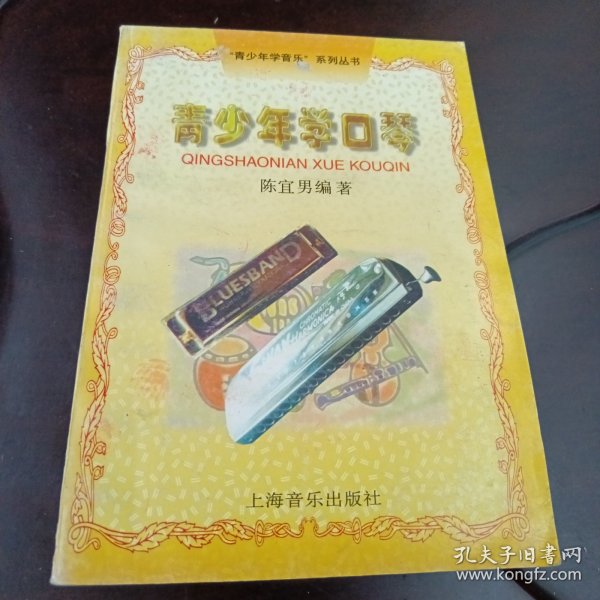 "青少年学音乐"系列丛书
青少年学口琴
QINGSHAONIAN XUE KOUQIN
陈宜男编著
BLUESBAND
CHROMATIC
HARMONICA
上海音乐出版社
孔夫子旧书网
www.kongfz.com